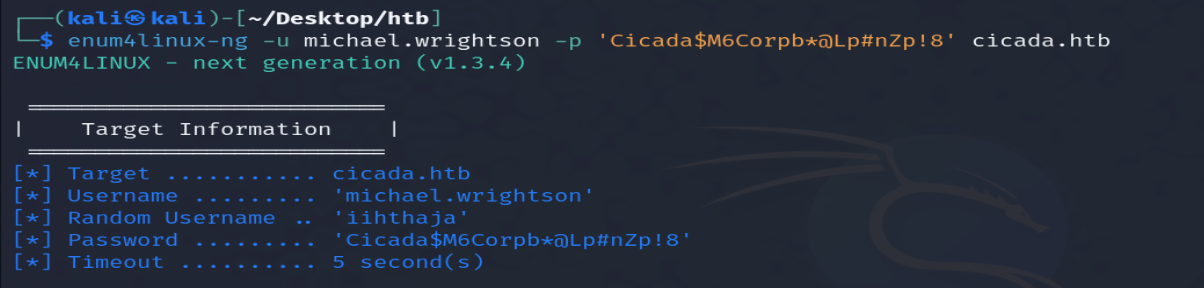 ┌──(kali㉿kali)-[~/Desktop/htb]
└─$ enum4linux-ng -u michael.wrightson -p 'Cicada$M6Corpb*@Lp#nZp!8' cicada.htb
ENUM4LINUX - next generation (v1.3.4)
|    Target Information    |
[*] Target ........... cicada.htb
[*] Username ......... 'michael.wrightson'
[*] Random Username .. 'iihthaja'
[*] Password ......... 'Cicada$M6Corpb*@Lp#nZp!8'
[*] Timeout .......... 5 second(s)